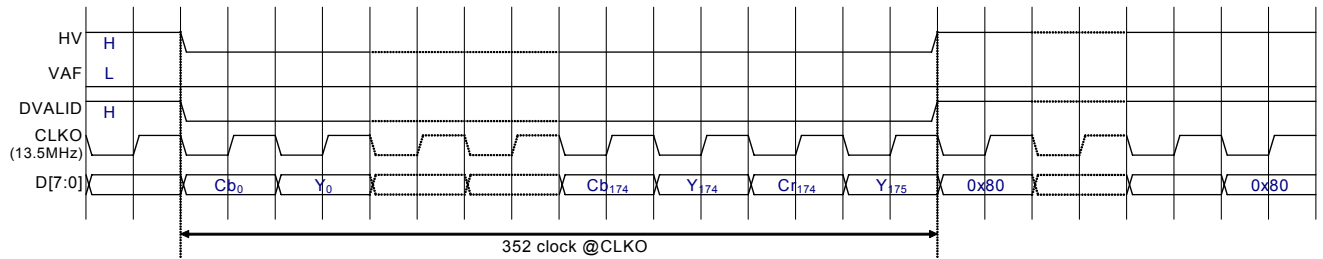 HV H
VAF L
DVALID H
CLKO
(13.5MHz)
D[7:0] Cb₀ Y₀ Cb₁₇₄ Y₁₇₄ Cr₁₇₄ Y₁₇₅ 0x80 0x80
352 clock @CLKO